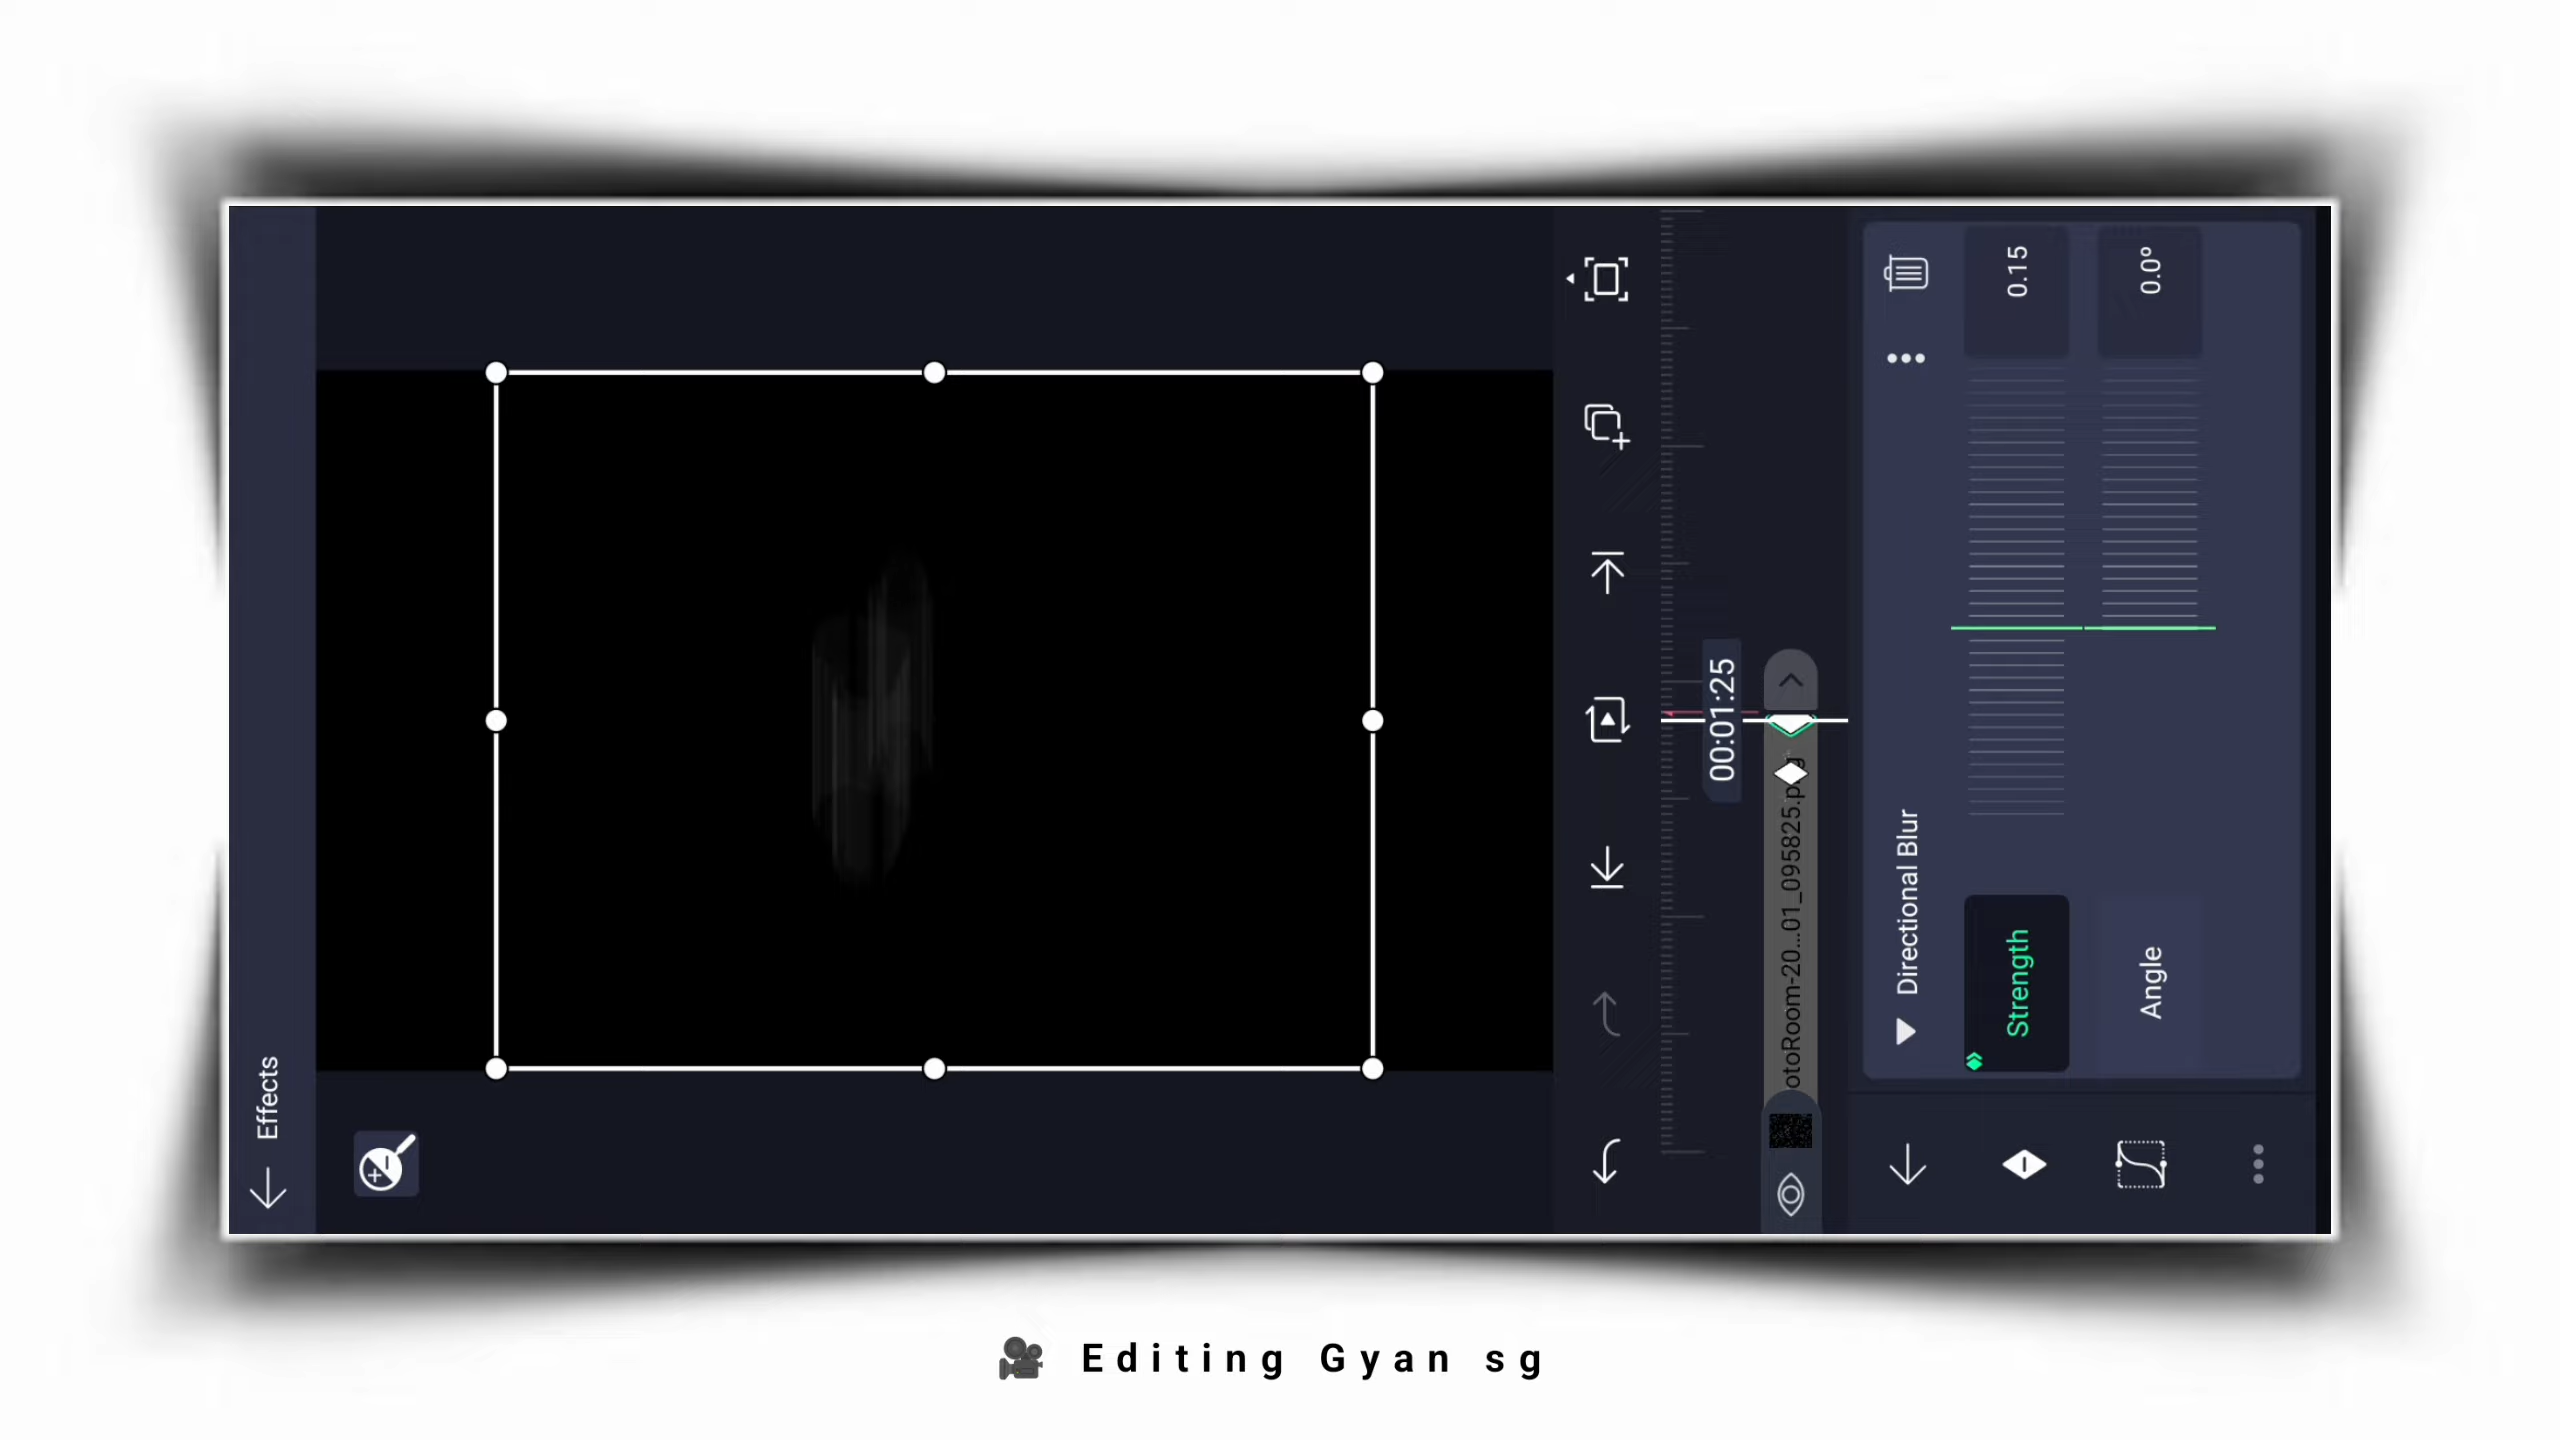 Effects
00:01:25
otoRoom-20...01_095825.p
Directional Blur
Strength
0.15
Angle
0.0°
Editing Gyan sg